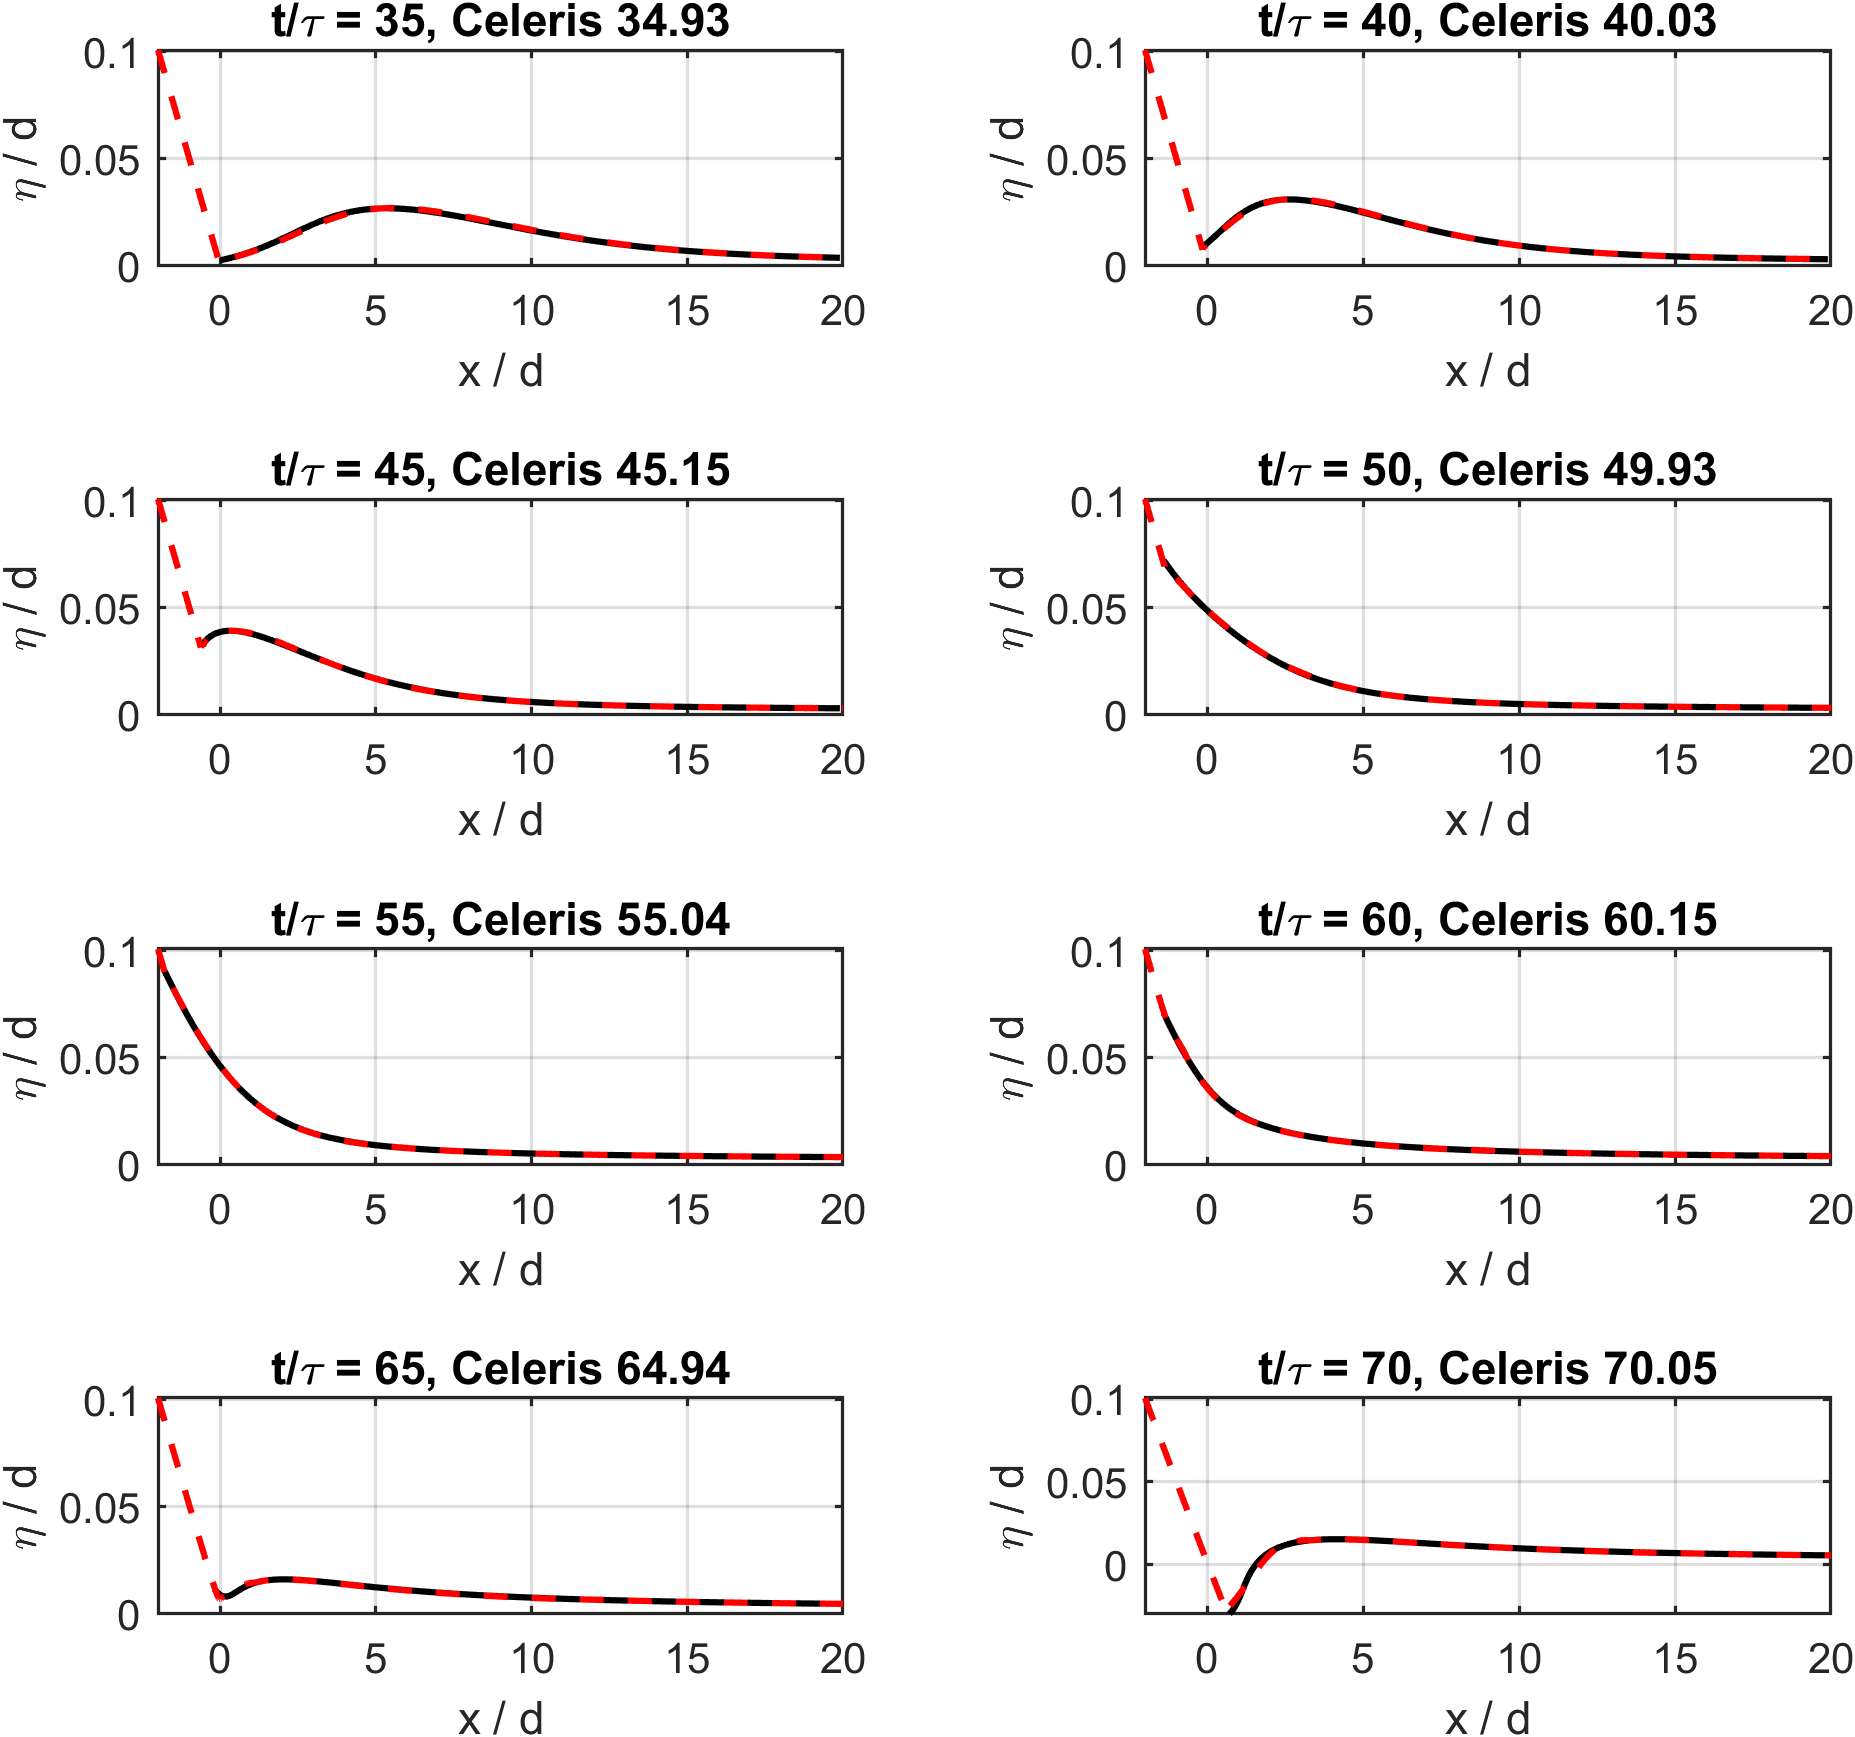 t/τ = 35, Celeris 34.93
0.1
0.05
0
η / d
0 5 10 15 20
x / d
t/τ = 40, Celeris 40.03
0.1
0.05
0
η / d
0 5 10 15 20
x / d
t/τ = 45, Celeris 45.15
0.1
0.05
0
η / d
0 5 10 15 20
x / d
t/τ = 50, Celeris 49.93
0.1
0.05
0
η / d
0 5 10 15 20
x / d
t/τ = 55, Celeris 55.04
0.1
0.05
0
η / d
0 5 10 15 20
x / d
t/τ = 60, Celeris 60.15
0.1
0.05
0
η / d
0 5 10 15 20
x / d
t/τ = 65, Celeris 64.94
0.1
0.05
0
η / d
0 5 10 15 20
x / d
t/τ = 70, Celeris 70.05
0.1
0.05
0
η / d
0 5 10 15 20
x / d